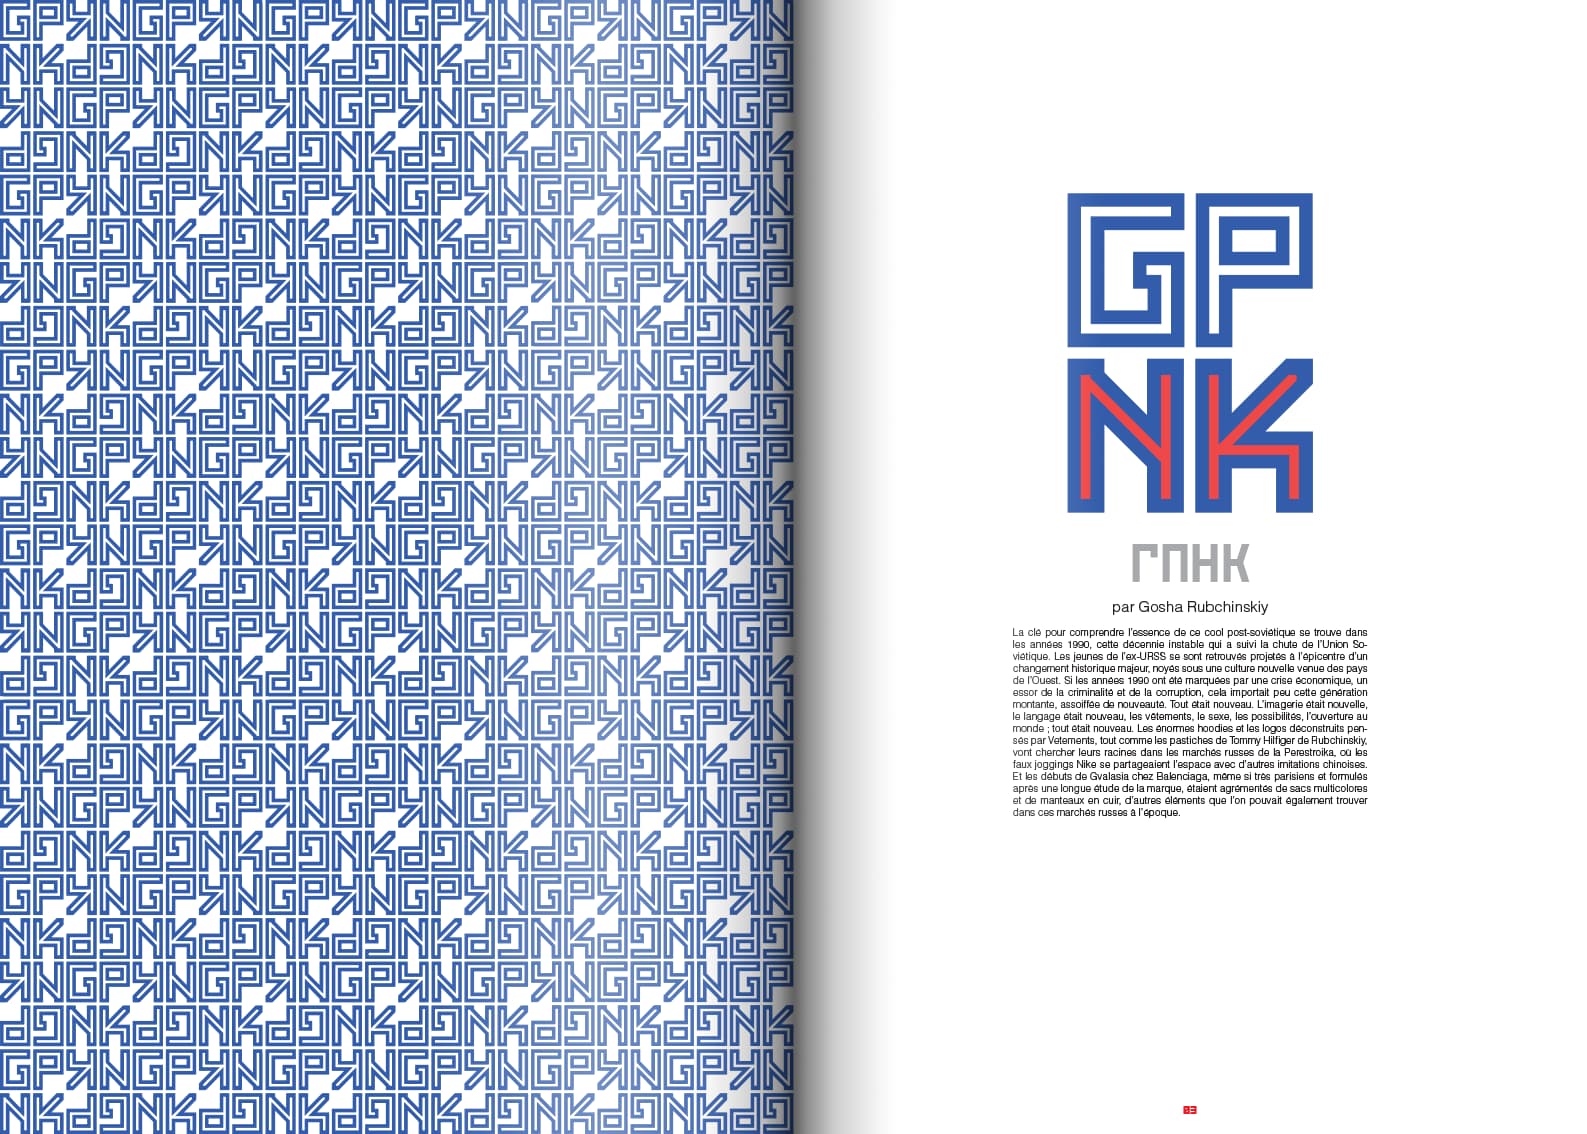 GP
NK
ГПНК
par Gosha Rubchinskiy
La clé pour comprendre l'essence de ce cool post-soviétique se trouve dans
les années 1990, cette décennie instable qui a suivi la chute de l'Union So-
viétique. Les jeunes de l'ex-URSS se sont retrouvés projetés à l'épicentre d'un
changement historique majeur, noyés sous une culture nouvelle venue des pays
de l'Ouest. Si les années 1990 ont été marquées par une crise économique, un
essor de la criminalité et de la corruption, cela importait peu cette génération
montante, assoiffée de nouveauté. Tout était nouveau. L'imagerie était nouvelle,
le langage était nouveau, les vêtements, le sexe, les possibilités, l'ouverture au
monde ; tout était nouveau. Les énormes hoodies et les logos déconstruits pen-
sés par Vetements, tout comme les pastiches de Tommy Hilfiger de Rubchinskiy,
vont chercher leurs racines dans les marchés russes de la Perestroika, où les
faux joggings Nike se partageaient l'espace avec d'autres imitations chinoises.
Et les débuts de Gvalasia chez Balenciaga, même si très parisiens et formulés
après une longue étude de la marque, étaient agrémentés de sacs multicolores
et de manteaux en cuir, d'autres éléments que l'on pouvait également trouver
dans ces marchés russes à l'époque.